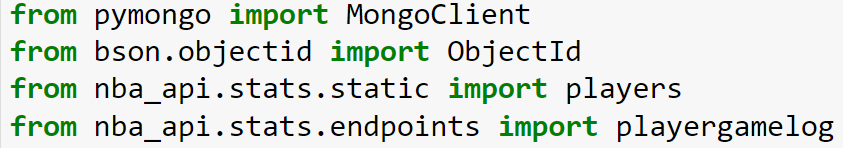 from pymongo import MongoClient
from bson.objectid import ObjectId
from nba_api.stats.static import players
from nba_api.stats.endpoints import playergamelog